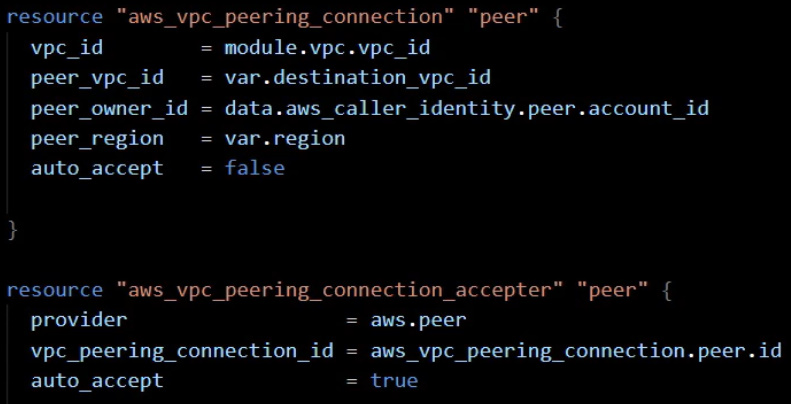 resource "aws_vpc_peering_connection" "peer" {
  vpc_id        = module.vpc.vpc_id
  peer_vpc_id   = var.destination_vpc_id
  peer_owner_id = data.aws_caller_identity.peer.account_id
  peer_region   = var.region
  auto_accept   = false
}
resource "aws_vpc_peering_connection_accepter" "peer" {
  provider                  = aws.peer
  vpc_peering_connection_id = aws_vpc_peering_connection.peer.id
  auto_accept               = true